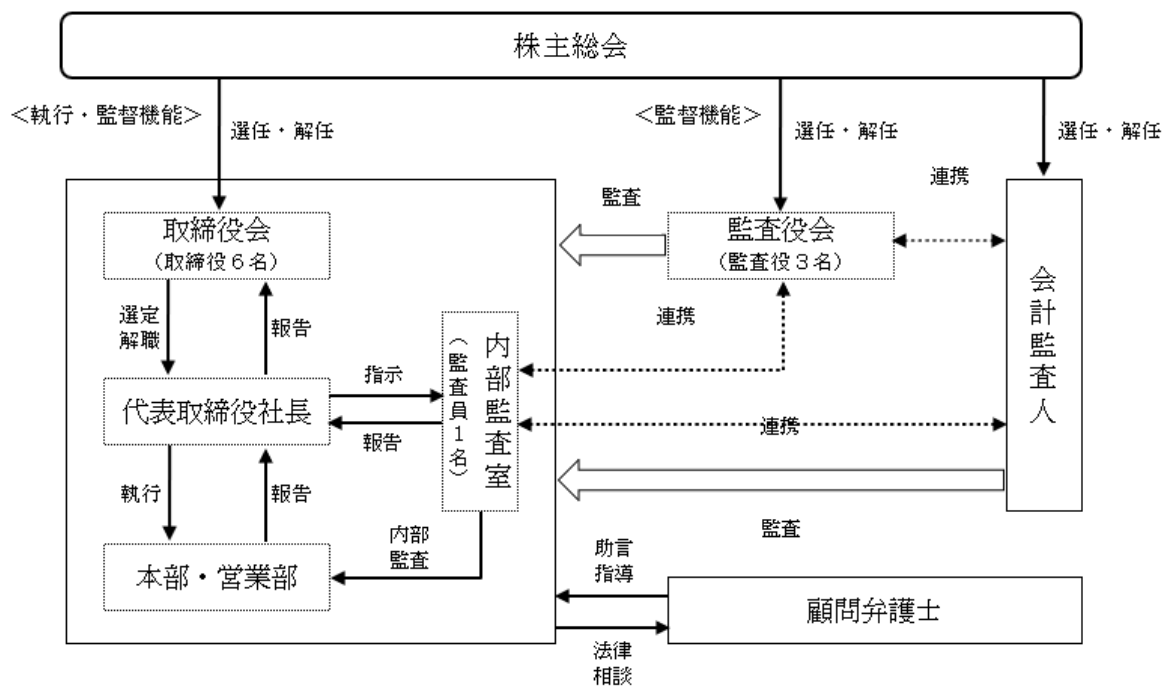 株主総会
＜執行・監督機能＞
選任・解任
＜監督機能＞
選任・解任
選任・解任
取締役会
（取締役６名）
監査
監査役会
（監査役３名）
連携
会計監査人
選定
解職
報告
連携
代表取締役社長
指示
報告
内部監査室
（監査員１名）
連携
執行
報告
監査
本部・営業部
内部
監査
助言
指導
顧問弁護士
法律
相談